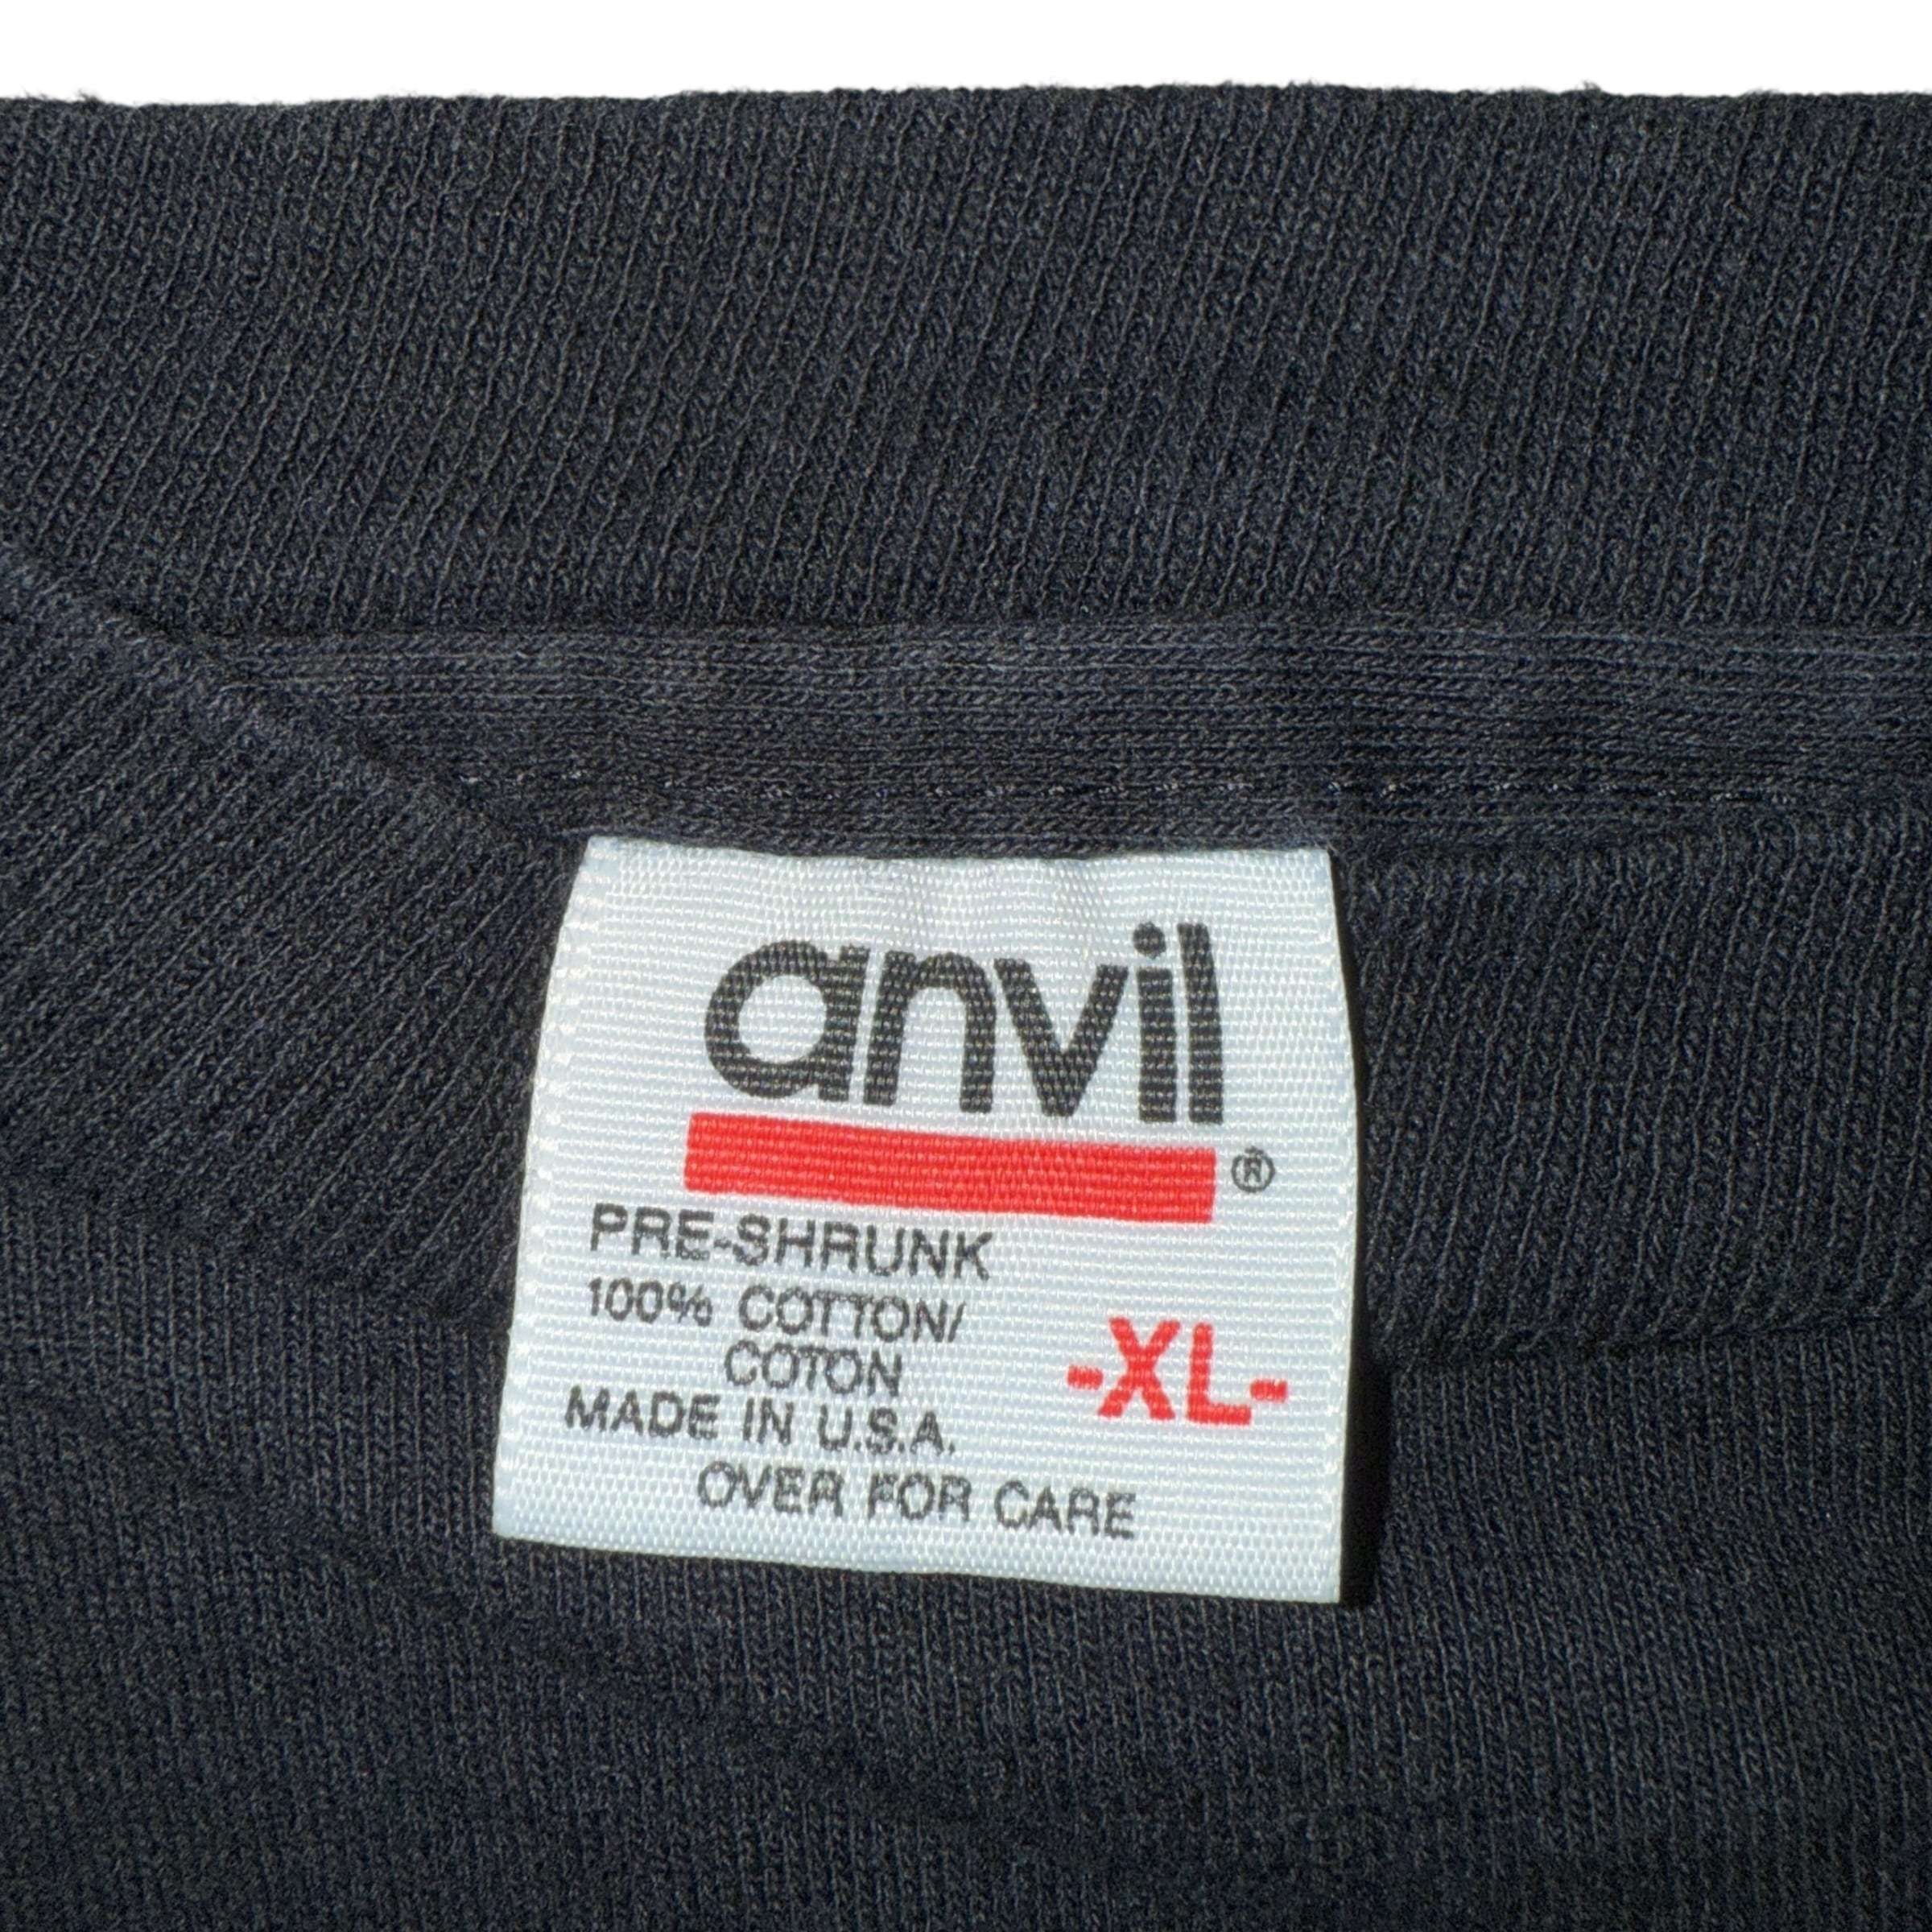 anvil
®
PRE-SHRUNK
100% COTTON/
COTON
-XL-
MADE IN U.S.A.
OVER FOR CARE